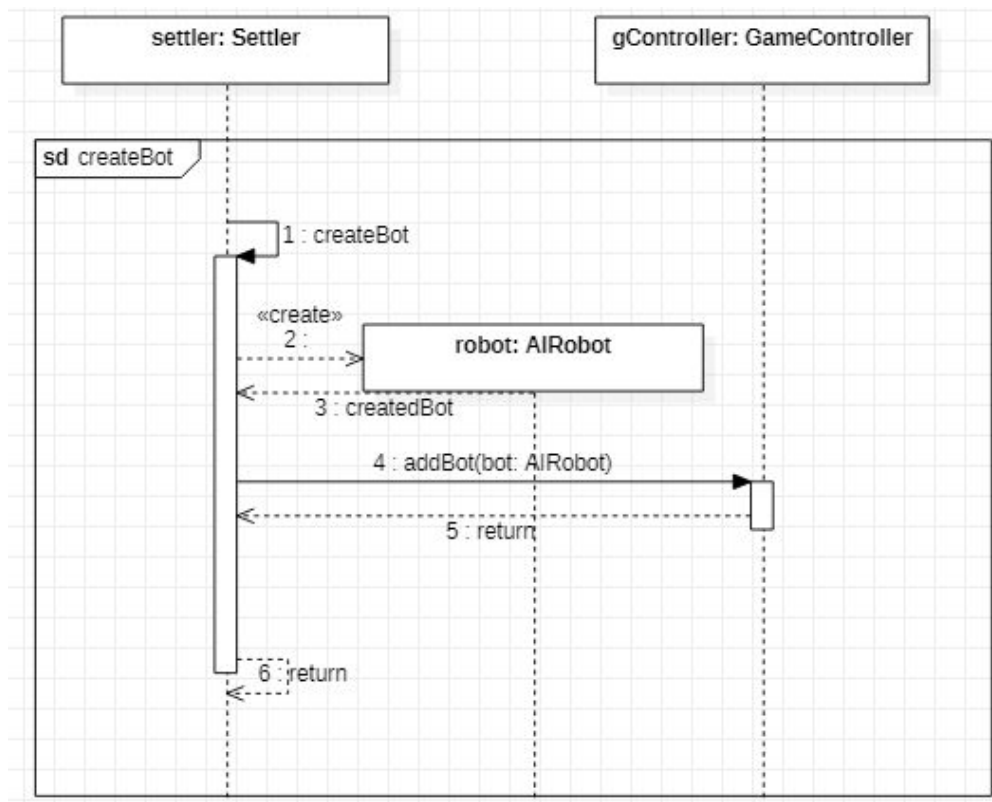 settler: Settler
gController: GameController
sd createBot
1 : createBot
«create»
2 :
robot: AIRobot
3 : createdBot
4 : addBot(bot: AIRobot)
5 : return
6 : return